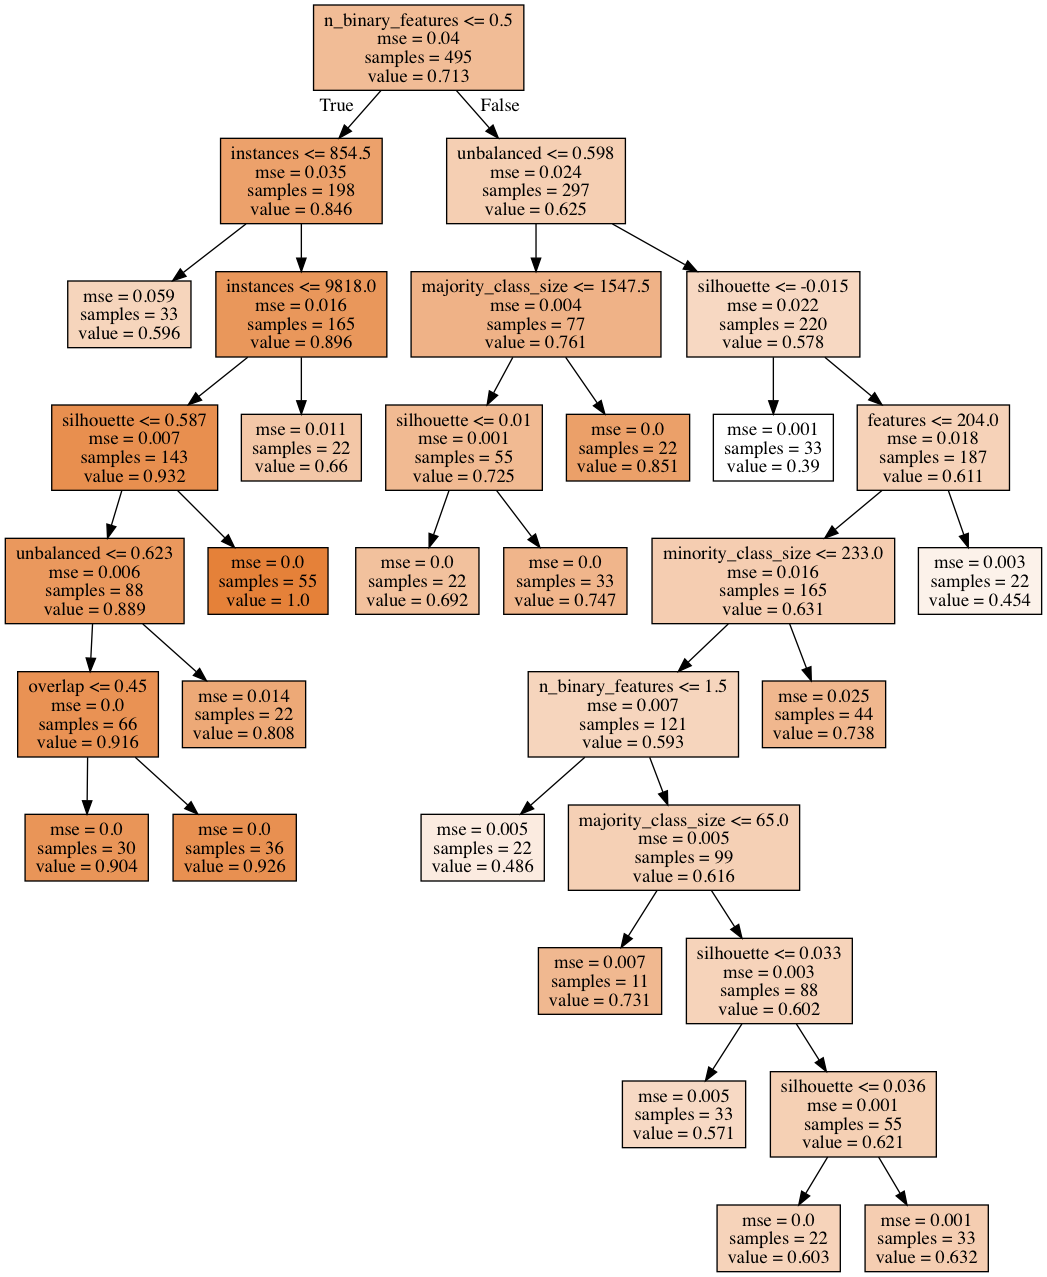 n_binary_features <= 0.5
mse = 0.04
samples = 495
value = 0.713
True
False
instances <= 854.5
mse = 0.035
samples = 198
value = 0.846
unbalanced <= 0.598
mse = 0.024
samples = 297
value = 0.625
mse = 0.059
samples = 33
value = 0.596
instances <= 9818.0
mse = 0.016
samples = 165
value = 0.896
majority_class_size <= 1547.5
mse = 0.004
samples = 77
value = 0.761
silhouette <= -0.015
mse = 0.022
samples = 220
value = 0.578
silhouette <= 0.587
mse = 0.007
samples = 143
value = 0.932
mse = 0.011
samples = 22
value = 0.66
silhouette <= 0.01
mse = 0.001
samples = 55
value = 0.725
mse = 0.0
samples = 22
value = 0.851
mse = 0.001
samples = 33
value = 0.39
features <= 204.0
mse = 0.018
samples = 187
value = 0.611
unbalanced <= 0.623
mse = 0.006
samples = 88
value = 0.889
mse = 0.0
samples = 55
value = 1.0
mse = 0.0
samples = 22
value = 0.692
mse = 0.0
samples = 33
value = 0.747
minority_class_size <= 233.0
mse = 0.016
samples = 165
value = 0.631
mse = 0.003
samples = 22
value = 0.454
overlap <= 0.45
mse = 0.0
samples = 66
value = 0.916
mse = 0.014
samples = 22
value = 0.808
n_binary_features <= 1.5
mse = 0.007
samples = 121
value = 0.593
mse = 0.025
samples = 44
value = 0.738
mse = 0.0
samples = 30
value = 0.904
mse = 0.0
samples = 36
value = 0.926
mse = 0.005
samples = 22
value = 0.486
majority_class_size <= 65.0
mse = 0.005
samples = 99
value = 0.616
mse = 0.007
samples = 11
value = 0.731
silhouette <= 0.033
mse = 0.003
samples = 88
value = 0.602
mse = 0.005
samples = 33
value = 0.571
silhouette <= 0.036
mse = 0.001
samples = 55
value = 0.621
mse = 0.0
samples = 22
value = 0.603
mse = 0.001
samples = 33
value = 0.632